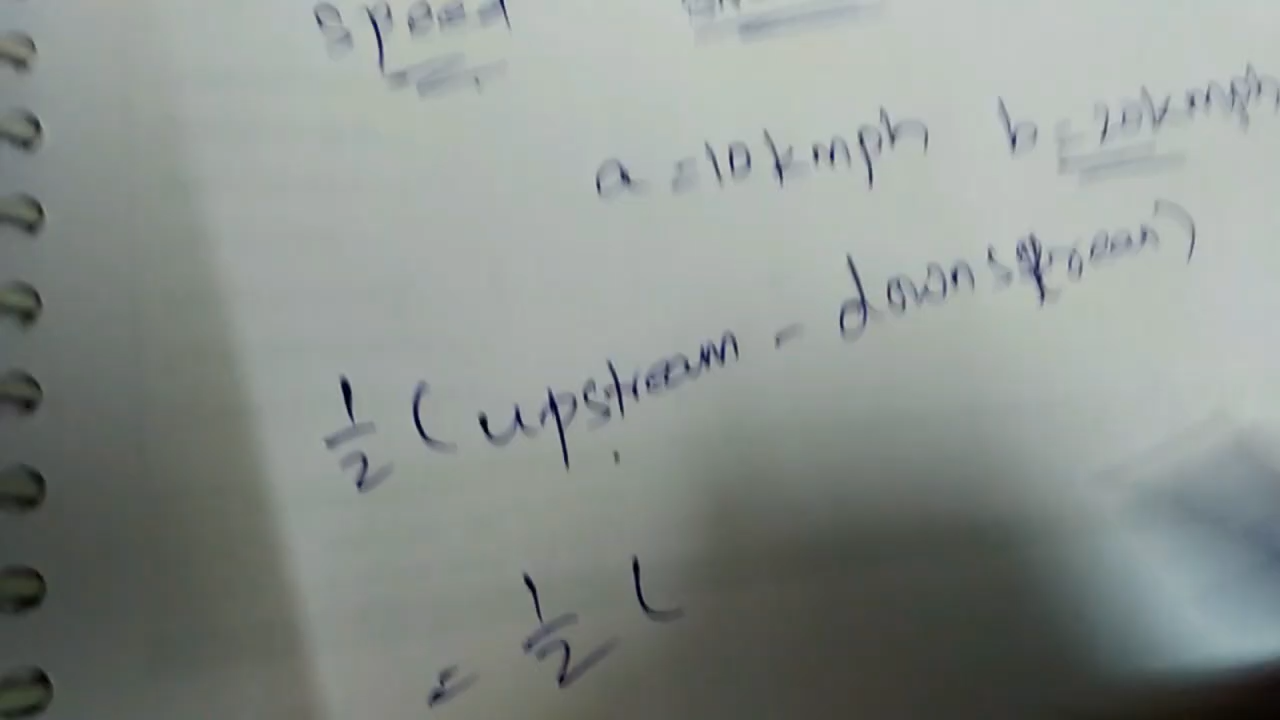 speed
a = 10 kmph b = 20 kmph
1/2 ( upstream - downstream )
= 1/2 (